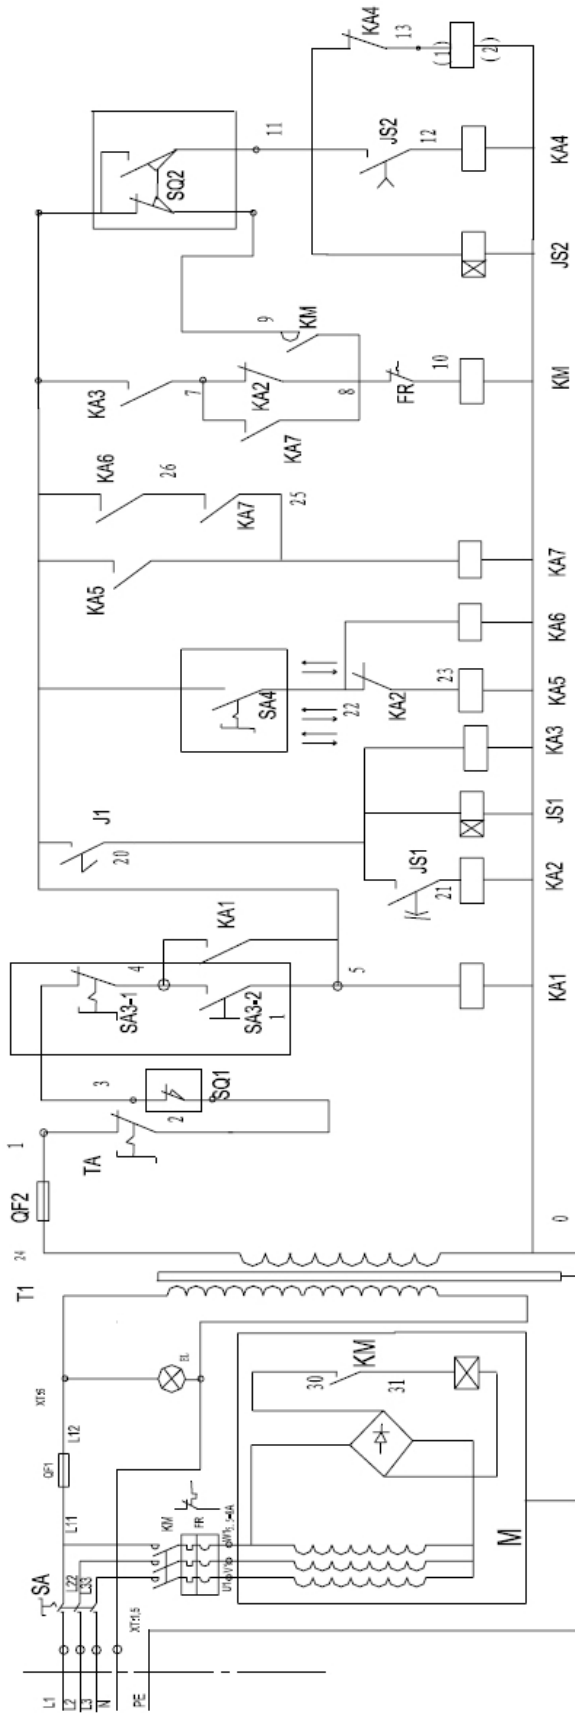 L1
L2
L3
N
PE
SA
L22
L33
XT:1,5
L11
QF1
L12
XT:5
EL
KM
FR
U1
V1
M
KM
30
31
T1
24
0
QF2
1
TA
2
3
SQ1
SA3-1
4
SA3-2
1
KA1
5
KA1
J1
20
JS1
21
KA2
JS1
KA3
SA4
22
KA2
23
KA5
KA6
KA5
KA6
26
KA7
25
KA7
KA3
7
KA2
KA7
8
9
KM
FR
10
KM
SQ2
11
JS2
12
JS2
KA4
KA4
13
(1)
(2)